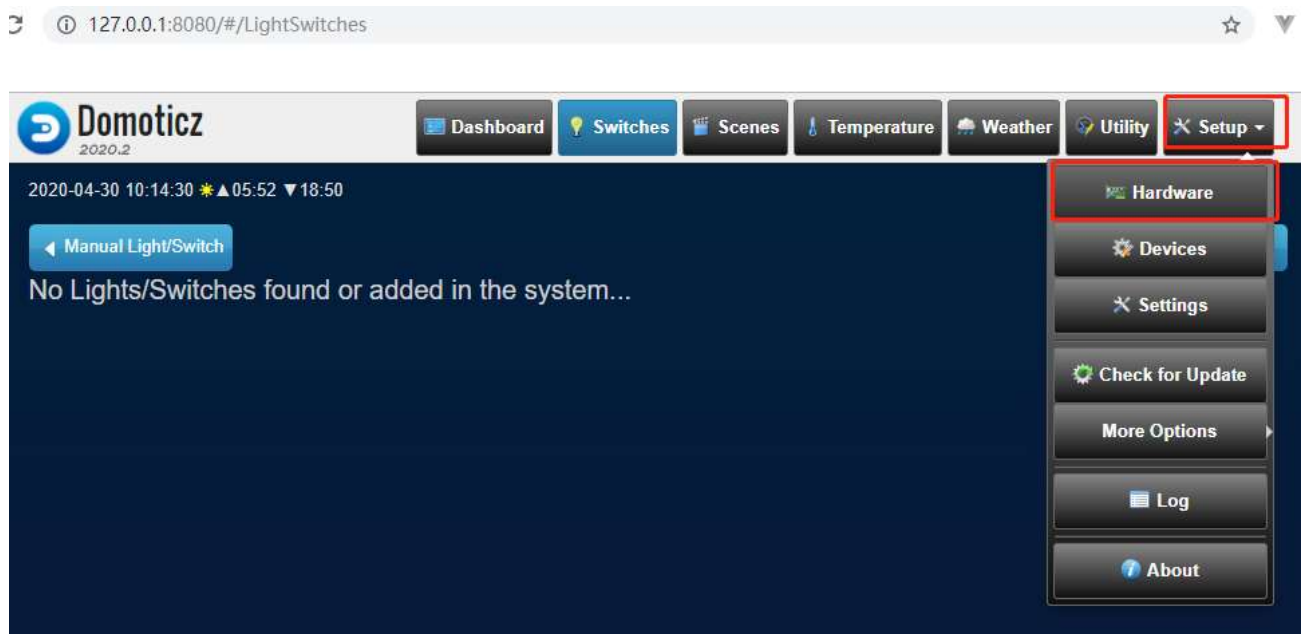 127.0.0.1:8080/#/LightSwitches
Domoticz
2020.2
Dashboard Switches Scenes Temperature Weather Utility Setup
2020-04-30 10:14:30 ☀▲05:52 ▼18:50
Manual Light/Switch
No Lights/Switches found or added in the system...
Hardware
Devices
Settings
Check for Update
More Options
Log
About